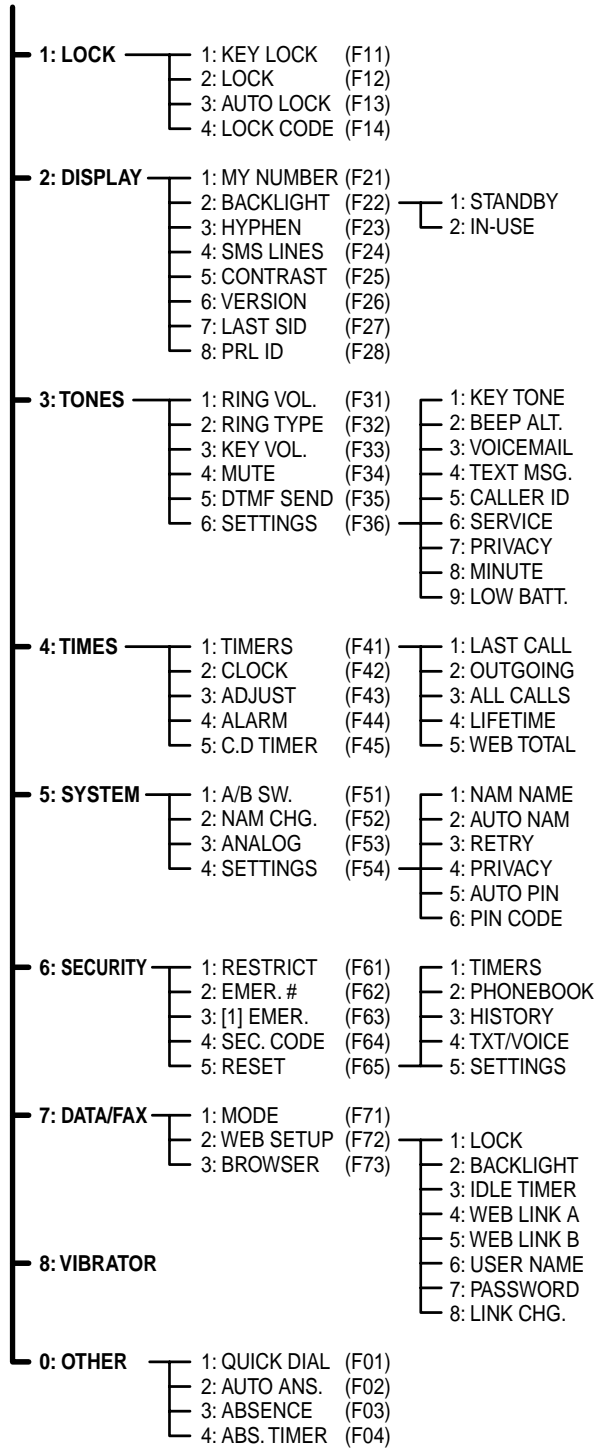 1: LOCK
1: KEY LOCK (F11)
2: LOCK (F12)
3: AUTO LOCK (F13)
4: LOCK CODE (F14)
2: DISPLAY
1: MY NUMBER (F21)
2: BACKLIGHT (F22)
1: STANDBY
2: IN-USE
3: HYPHEN (F23)
4: SMS LINES (F24)
5: CONTRAST (F25)
6: VERSION (F26)
7: LAST SID (F27)
8: PRL ID (F28)
3: TONES
1: RING VOL. (F31)
2: RING TYPE (F32)
3: KEY VOL. (F33)
4: MUTE (F34)
5: DTMF SEND (F35)
6: SETTINGS (F36)
1: KEY TONE
2: BEEP ALT.
3: VOICEMAIL
4: TEXT MSG.
5: CALLER ID
6: SERVICE
7: PRIVACY
8: MINUTE
9: LOW BATT.
4: TIMES
1: TIMERS (F41)
2: CLOCK (F42)
3: ADJUST (F43)
4: ALARM (F44)
5: C.D TIMER (F45)
1: LAST CALL
2: OUTGOING
3: ALL CALLS
4: LIFETIME
5: WEB TOTAL
5: SYSTEM
1: A/B SW. (F51)
2: NAM CHG. (F52)
3: ANALOG (F53)
4: SETTINGS (F54)
1: NAM NAME
2: AUTO NAM
3: RETRY
4: PRIVACY
5: AUTO PIN
6: PIN CODE
6: SECURITY
1: RESTRICT (F61)
2: EMER. # (F62)
3: [1] EMER. (F63)
4: SEC. CODE (F64)
5: RESET (F65)
1: TIMERS
2: PHONEBOOK
3: HISTORY
4: TXT/VOICE
5: SETTINGS
7: DATA/FAX
1: MODE (F71)
2: WEB SETUP (F72)
3: BROWSER (F73)
1: LOCK
2: BACKLIGHT
3: IDLE TIMER
4: WEB LINK A
5: WEB LINK B
6: USER NAME
7: PASSWORD
8: LINK CHG.
8: VIBRATOR
0: OTHER
1: QUICK DIAL (F01)
2: AUTO ANS. (F02)
3: ABSENCE (F03)
4: ABS. TIMER (F04)